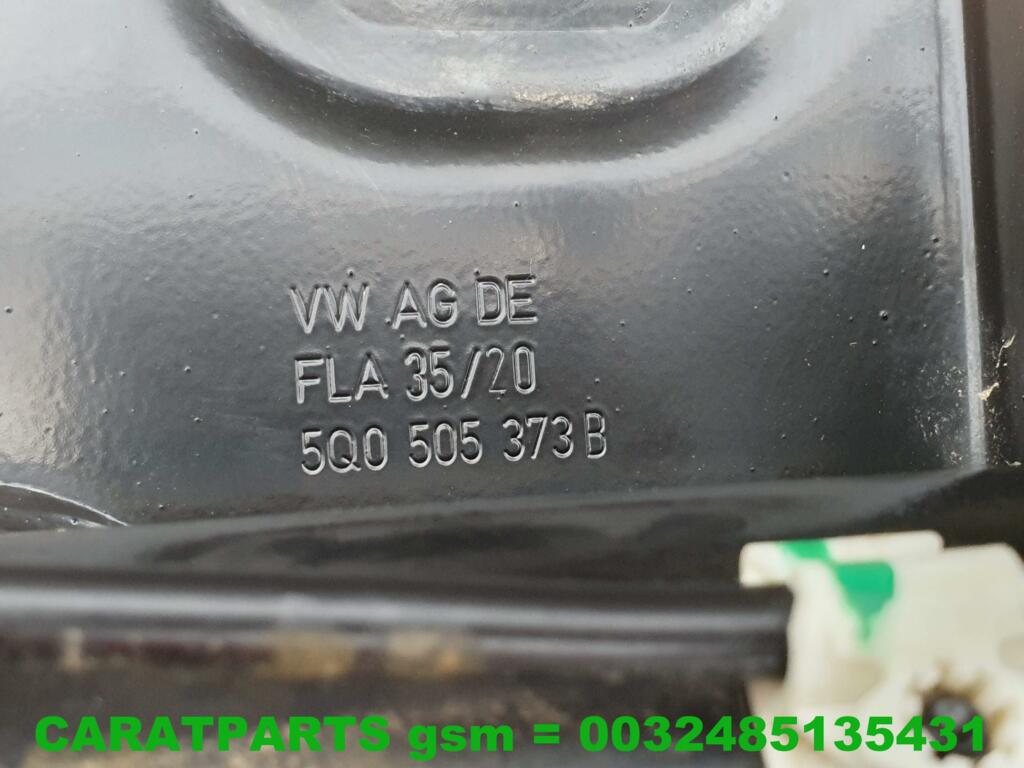 VW AG DE
FLA 35/20
5Q0 505 373 B
CARATPARTS gsm = 0032485135431